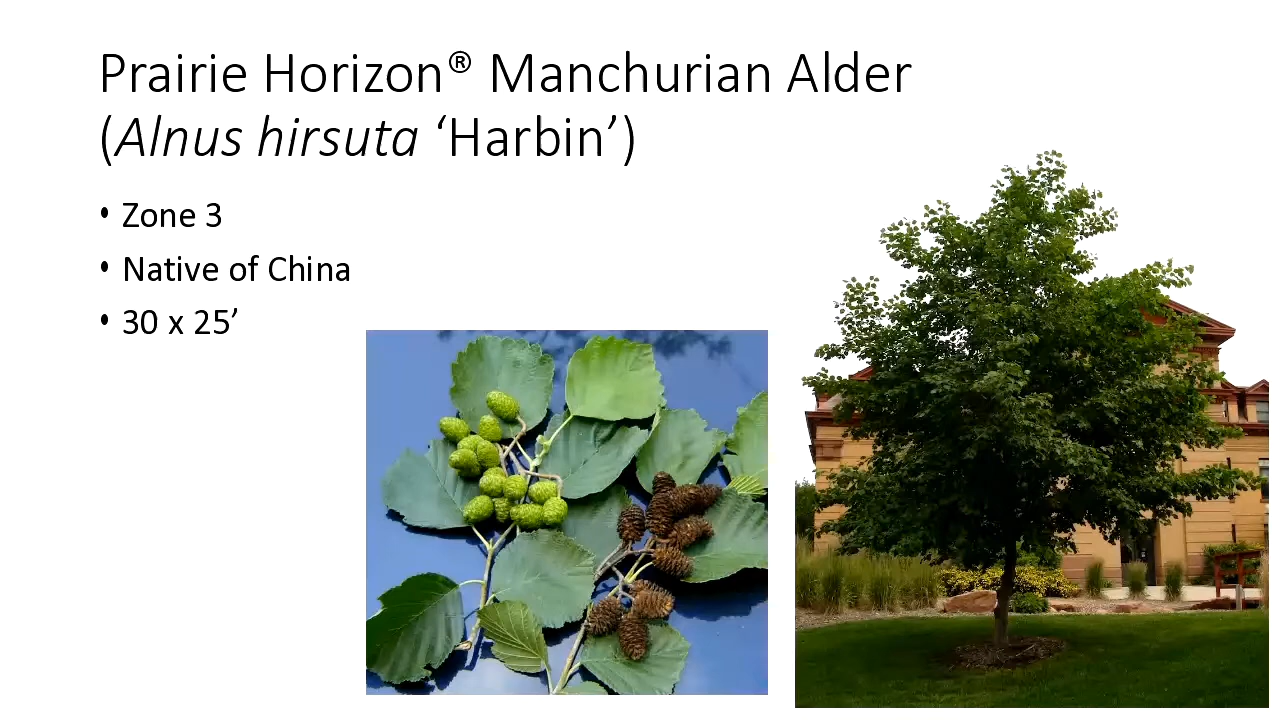 Prairie Horizon® Manchurian Alder
(Alnus hirsuta ‘Harbin’)
• Zone 3
• Native of China
• 30 x 25’